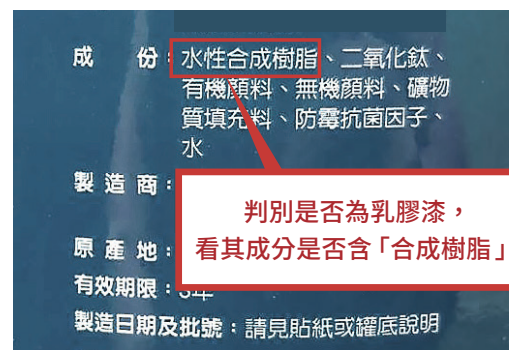 成 份:水性合成樹脂、二氧化鈦、
有機顏料、無機顏料、礦物
質填充料、防霉抗菌因子、
水
製造商:
判別是否為乳膠漆,
看其成分是否含「合成樹脂」
原產地:
有效期限:
製造日期及批號:請見貼紙或罐底說明